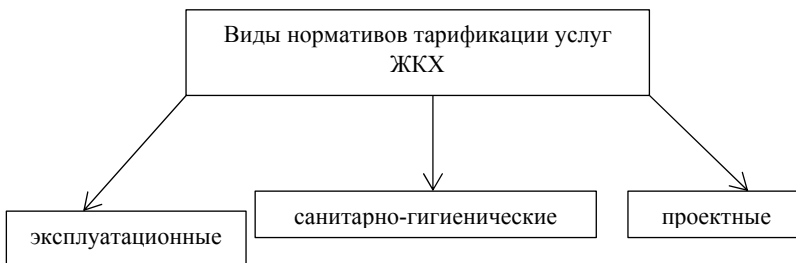 Виды нормативов тарификации услуг
ЖКХ
эксплуатационные
санитарно-гигиенические
проектные